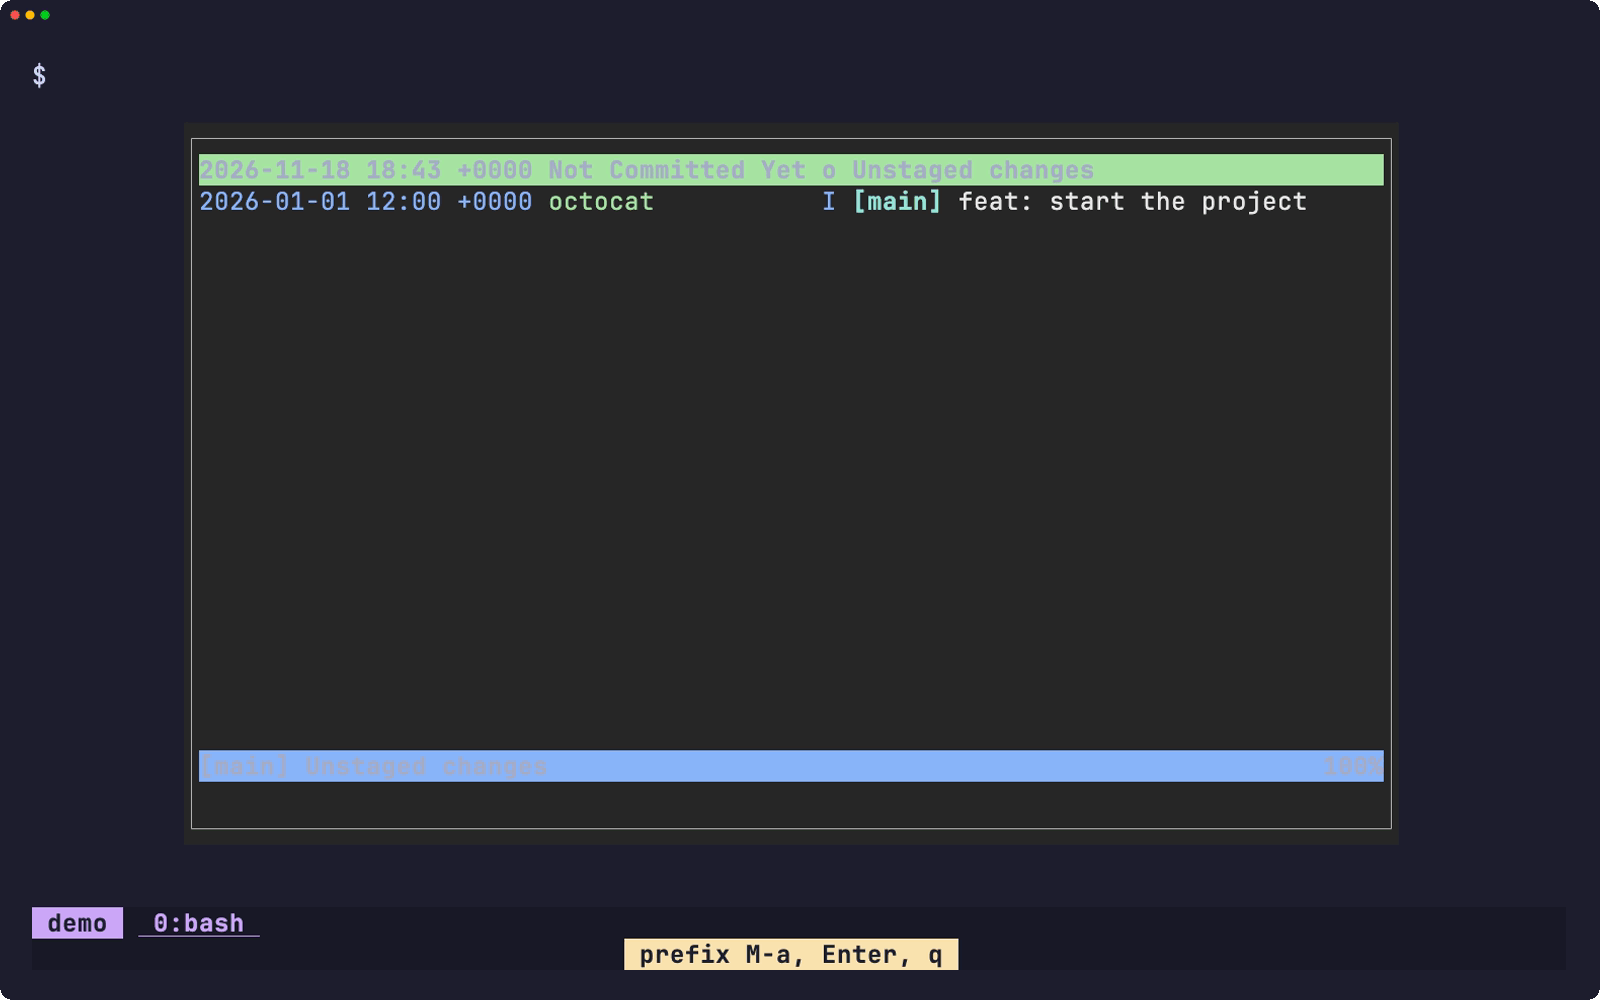 $
2026-11-18 18:43 +0000 Not Committed Yet o Unstaged changes
2026-01-01 12:00 +0000 octocat I [main] feat: start the project
[main] Unstaged changes 100%
demo 0:bash
prefix M-a, Enter, q